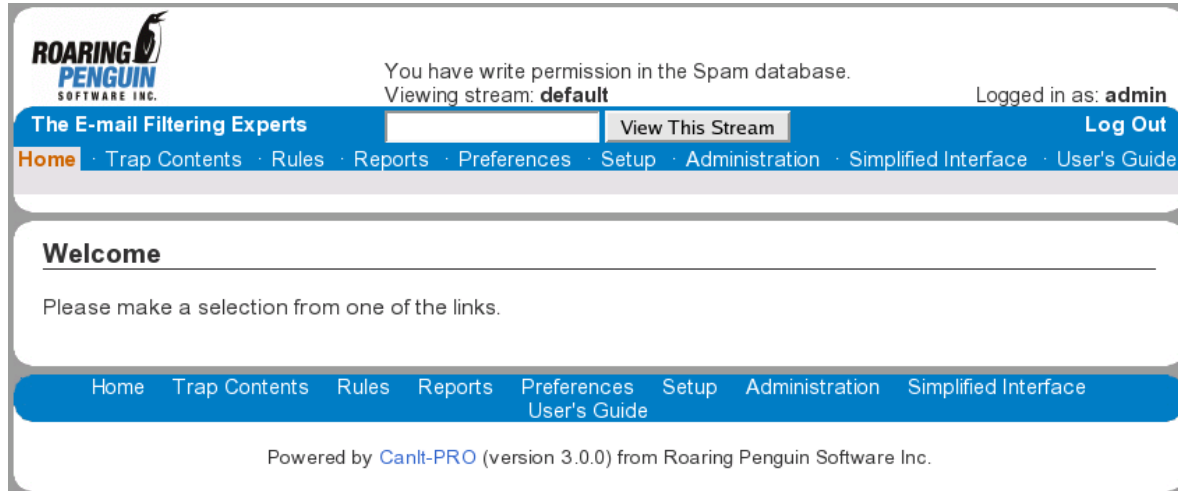 ROARING
PENGUIN
SOFTWARE INC.
You have write permission in the Spam database.
Viewing stream: default
Logged in as: admin
The E-mail Filtering Experts
View This Stream
Log Out
Home · Trap Contents · Rules · Reports · Preferences · Setup · Administration · Simplified Interface · User's Guide
Welcome
Please make a selection from one of the links.
Home Trap Contents Rules Reports Preferences Setup Administration Simplified Interface
User's Guide
Powered by CanIt-PRO (version 3.0.0) from Roaring Penguin Software Inc.